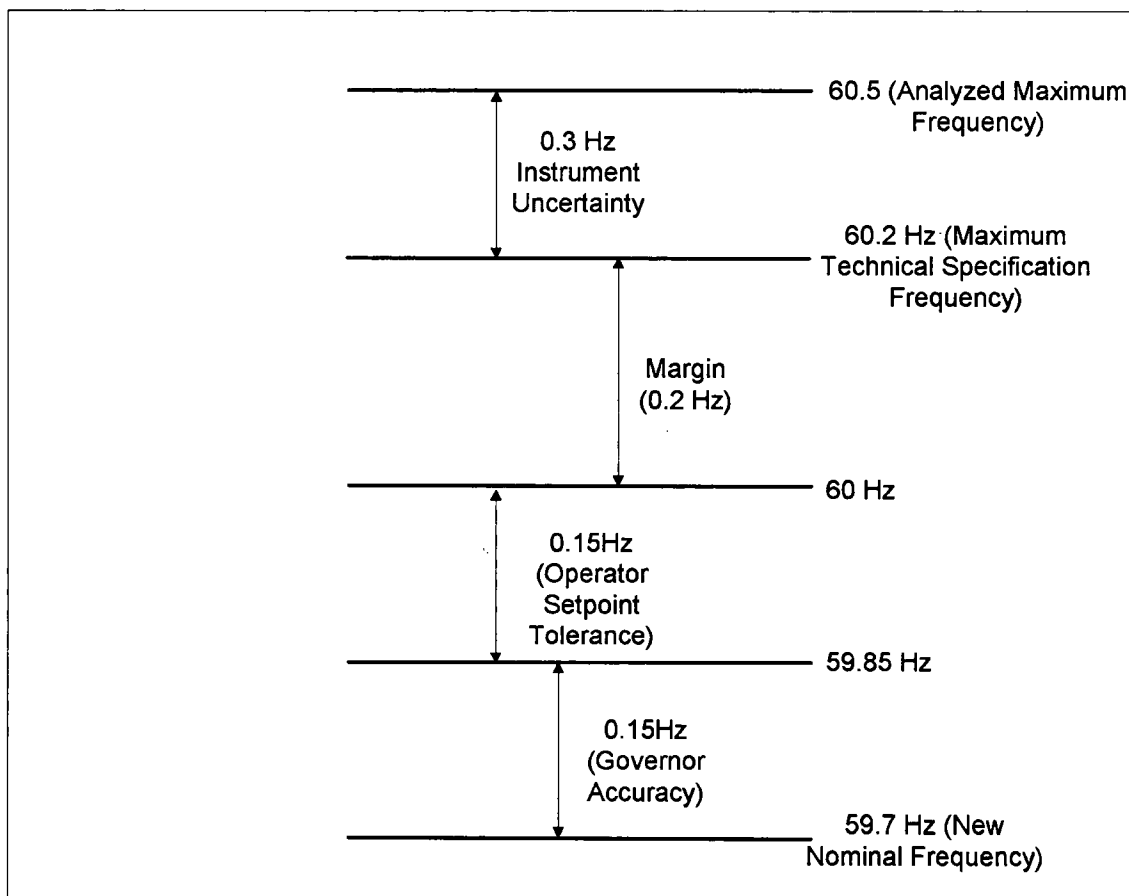 60.5 (Analyzed Maximum
Frequency)
0.3 Hz
Instrument
Uncertainty
60.2 Hz (Maximum
Technical Specification
Frequency)
Margin
(0.2 Hz)
60 Hz
0.15Hz
(Operator
Setpoint
Tolerance)
59.85 Hz
0.15Hz
(Governor
Accuracy)
59.7 Hz (New
Nominal Frequency)